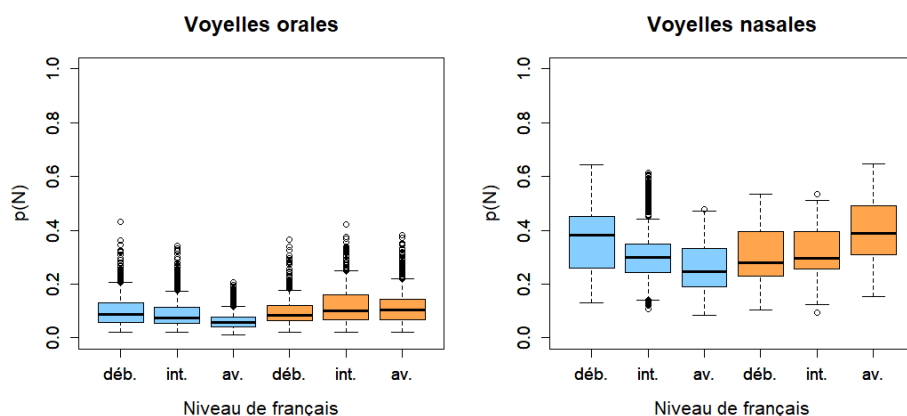 Voyelles orales
p(N)
1.0
0.8
0.6
0.4
0.2
0.0
déb. int. av. déb. int. av.
Niveau de français
Voyelles nasales
p(N)
1.0
0.8
0.6
0.4
0.2
0.0
déb. int. av. déb. int. av.
Niveau de français